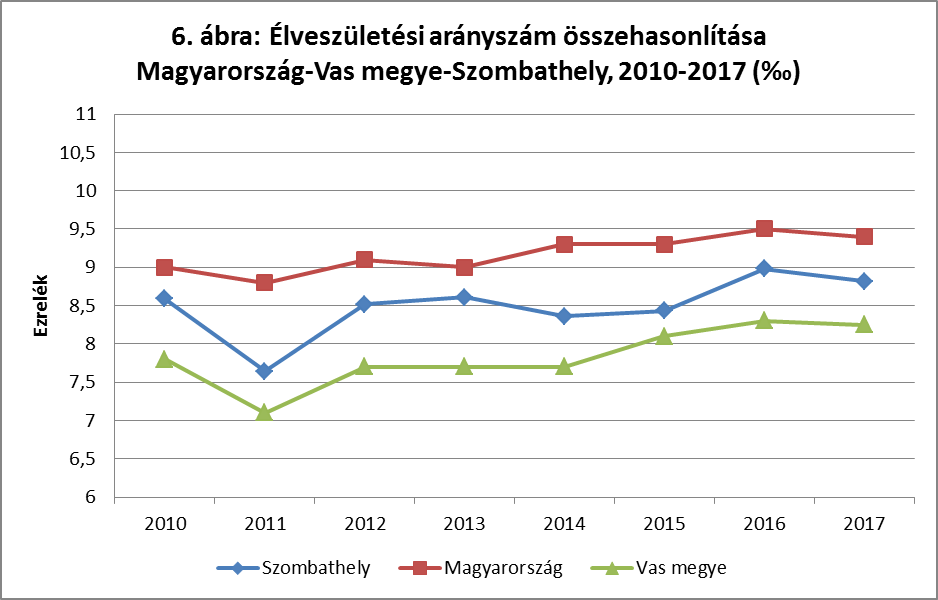 6. ábra: Élveszületési arányszám összehasonlítása
Magyarország-Vas megye-Szombathely, 2010-2017 (‰)
11
10,5
10
9,5
9
8,5
8
7,5
7
6,5
6
Ezrelék
2010 2011 2012 2013 2014 2015 2016 2017
Szombathely Magyarország Vas megye